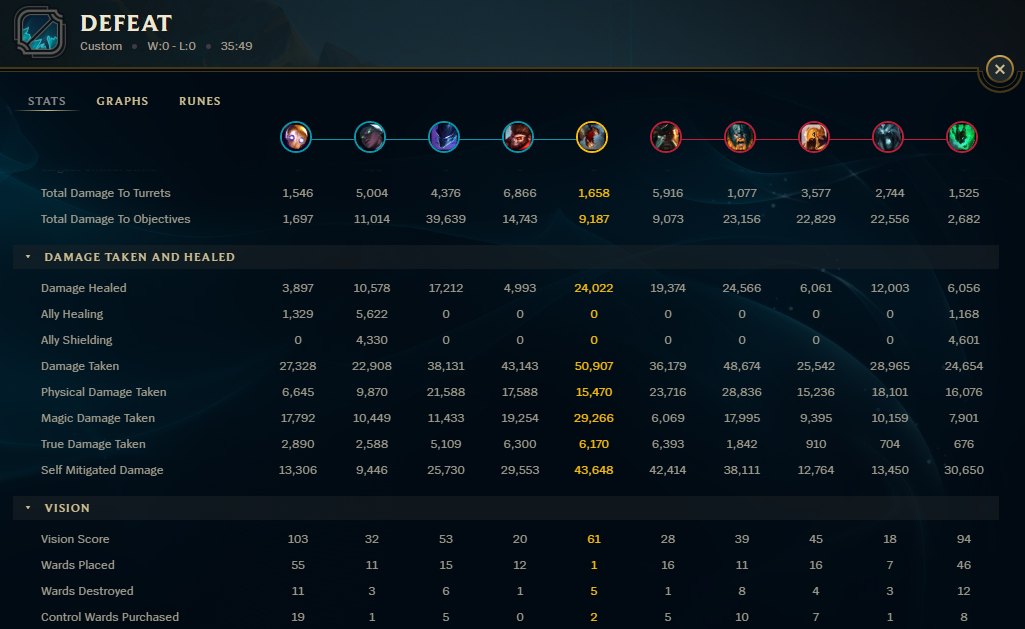 DEFEAT
Custom • W:0 - L:0 • 35:49
STATS GRAPHS RUNES
Total Damage To Turrets 1,546 5,004 4,376 6,866 1,658 5,916 1,077 3,577 2,744 1,525
Total Damage To Objectives 1,697 11,014 39,639 14,743 9,187 9,073 23,156 22,829 22,556 2,682
DAMAGE TAKEN AND HEALED
Damage Healed 3,897 10,578 17,212 4,993 24,022 19,374 24,566 6,061 12,003 6,056
Ally Healing 1,329 5,622 0 0 0 0 0 0 0 1,168
Ally Shielding 0 4,330 0 0 0 0 0 0 0 4,601
Damage Taken 27,328 22,908 38,131 43,143 50,907 36,179 48,674 25,542 28,965 24,654
Physical Damage Taken 6,645 9,870 21,588 17,588 15,470 23,716 28,836 15,236 18,101 16,076
Magic Damage Taken 17,792 10,449 11,433 19,254 29,266 6,069 17,995 9,395 10,159 7,901
True Damage Taken 2,890 2,588 5,109 6,300 6,170 6,393 1,842 910 704 676
Self Mitigated Damage 13,306 9,446 25,730 29,553 43,648 42,414 38,111 12,764 13,450 30,650
VISION
Vision Score 103 32 53 20 61 28 39 45 18 94
Wards Placed 55 11 15 12 1 16 11 16 7 46
Wards Destroyed 11 3 6 1 5 1 8 4 3 12
Control Wards Purchased 19 1 5 0 2 5 10 7 1 8